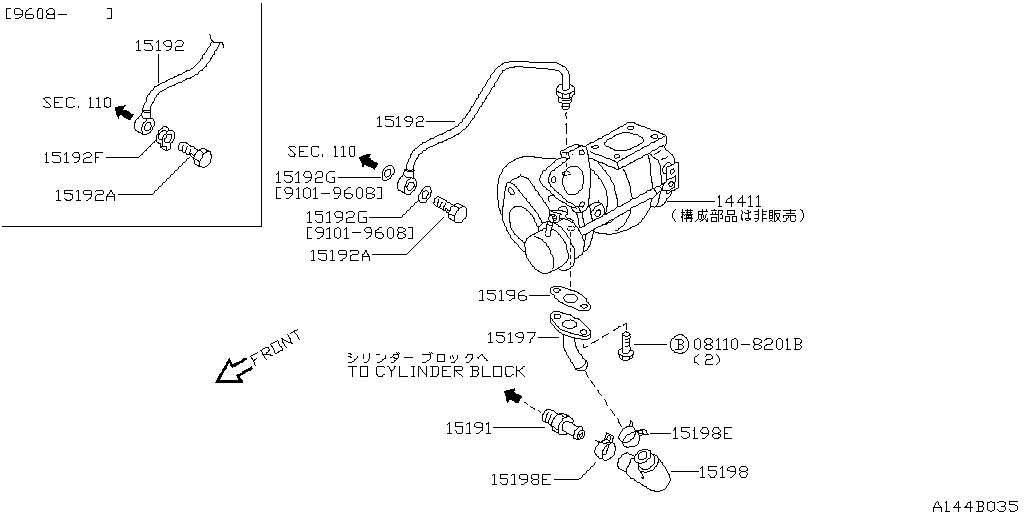 [9608-      ]
15192
SEC. 110
15192F
15192A
15192
SEC. 110
15192G
[9101-9608]
15192G
[9101-9608]
15192A
14411
(構成部品は非販売)
15196
15197
B 08110-8201B
(2)
FRONT
シリンダー ブロックへ
TO CYLINDER BLOCK
15191
15198E
15198E
15198
A144B035